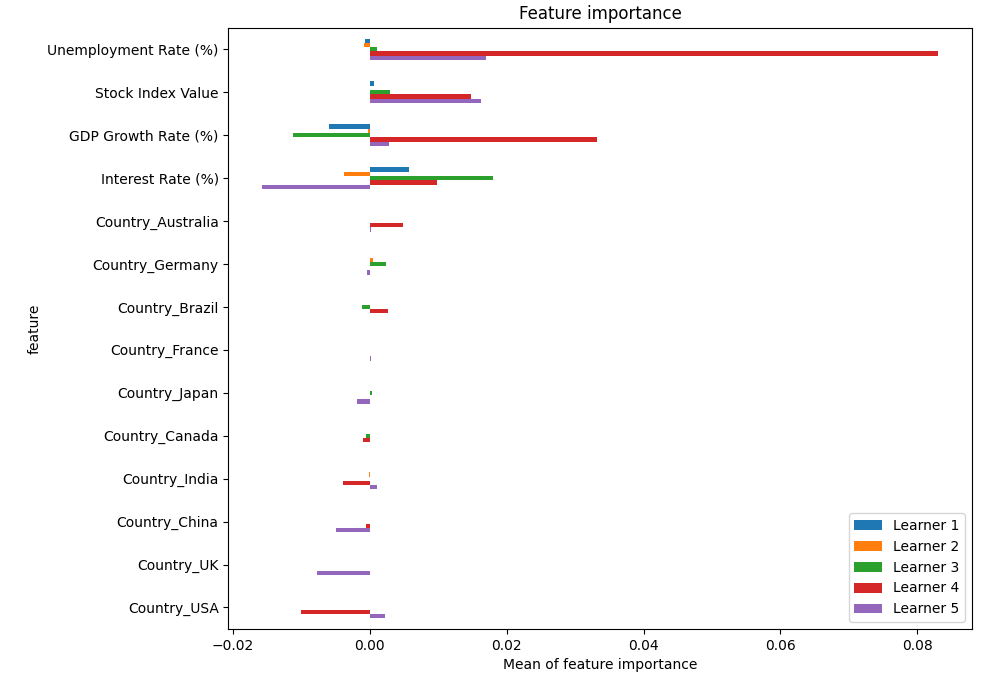 Feature importance
Unemployment Rate (%)
Stock Index Value
GDP Growth Rate (%)
Interest Rate (%)
Country_Australia
Country_Germany
Country_Brazil
Country_France
Country_Japan
Country_Canada
Country_India
Country_China
Country_UK
Country_USA
feature
Learner 1
Learner 2
Learner 3
Learner 4
Learner 5
−0.02 0.00 0.02 0.04 0.06 0.08
Mean of feature importance